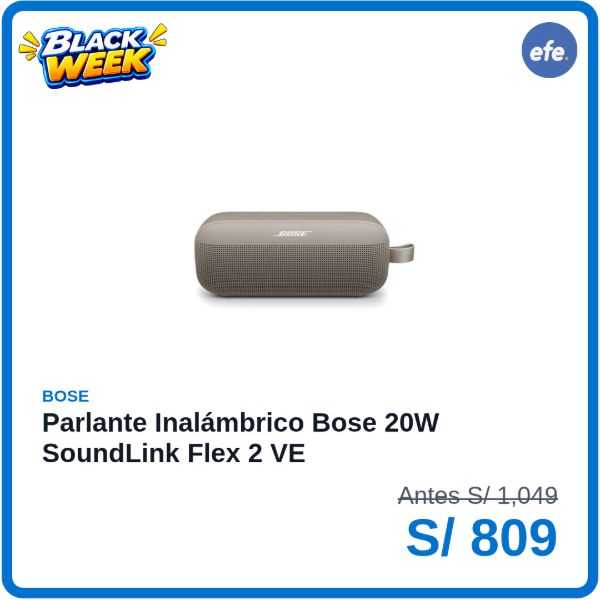 BLACK
WEEK
efe.
BOSE
BOSE
Parlante Inalámbrico Bose 20W
SoundLink Flex 2 VE
Antes S/ 1,049
S/ 809